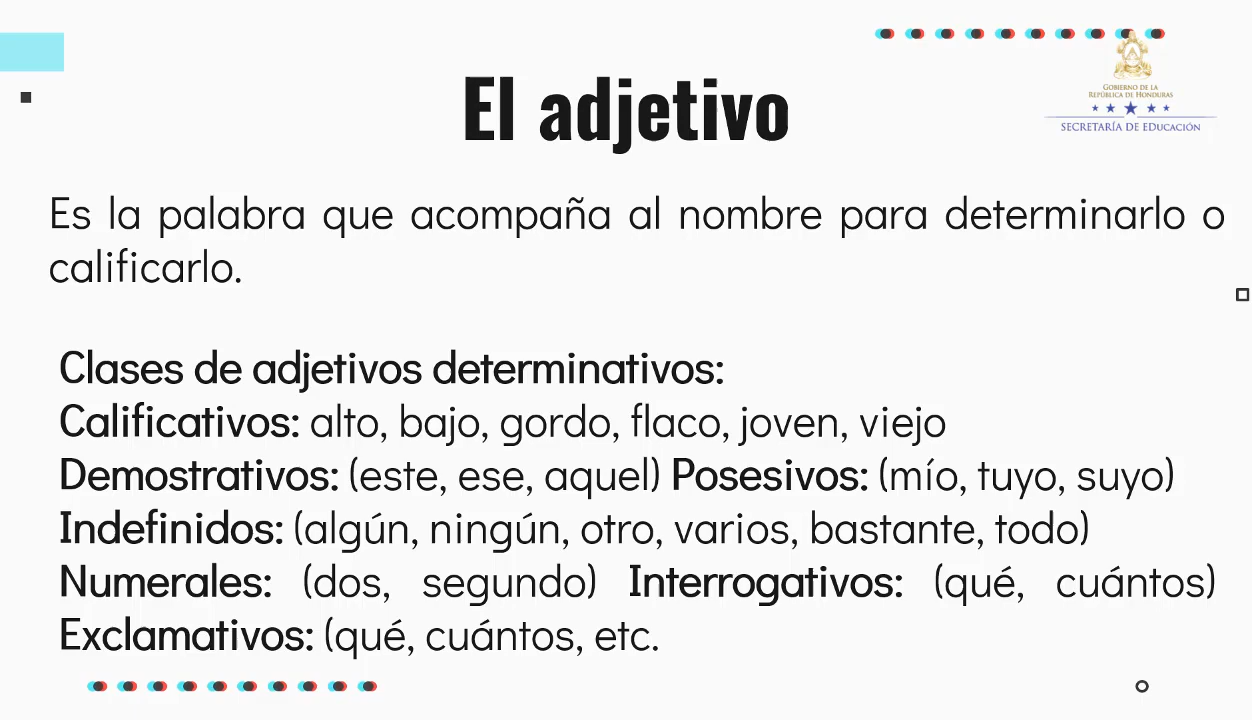 GOBIERNO DE LA
REPÚBLICA DE HONDURAS
SECRETARÍA DE EDUCACIÓN
El adjetivo
Es la palabra que acompaña al nombre para determinarlo o
calificarlo.
Clases de adjetivos determinativos:
Calificativos: alto, bajo, gordo, flaco, joven, viejo
Demostrativos: (este, ese, aquel) Posesivos: (mío, tuyo, suyo)
Indefinidos: (algún, ningún, otro, varios, bastante, todo)
Numerales: (dos, segundo) Interrogativos: (qué, cuántos)
Exclamativos: (qué, cuántos, etc.